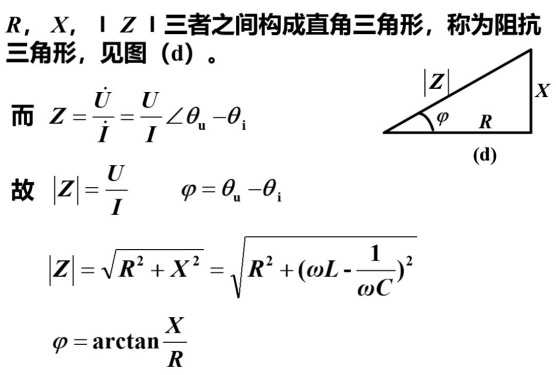 R，X，| Z |三者之间构成直角三角形，称为阻抗
三角形，见图（d）。
|Z|
X
φ
R
(d)
而 Z = U̇/İ = U/I ∠θu − θi
故 |Z| = U/I φ = θu − θi
|Z| = √(R² + X²) = √(R² + (ωL - 1/ωC)²)
φ = arctan X/R